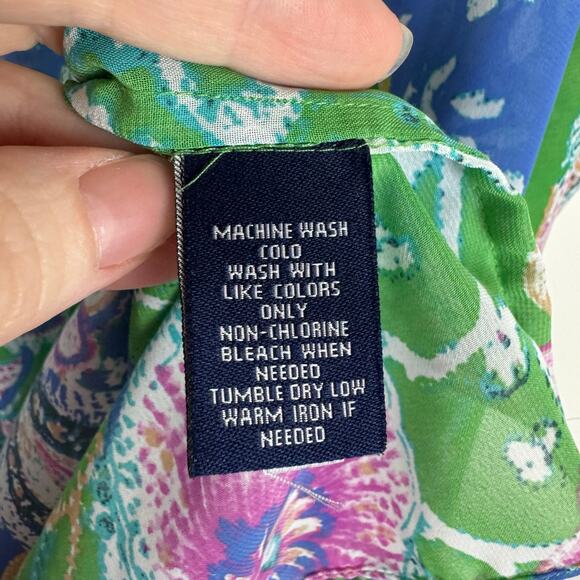 MACHINE WASH
COLD
WASH WITH
LIKE COLORS
ONLY
NON-CHLORINE
BLEACH WHEN
NEEDED
TUMBLE DRY LOW
WARM IRON IF
NEEDED